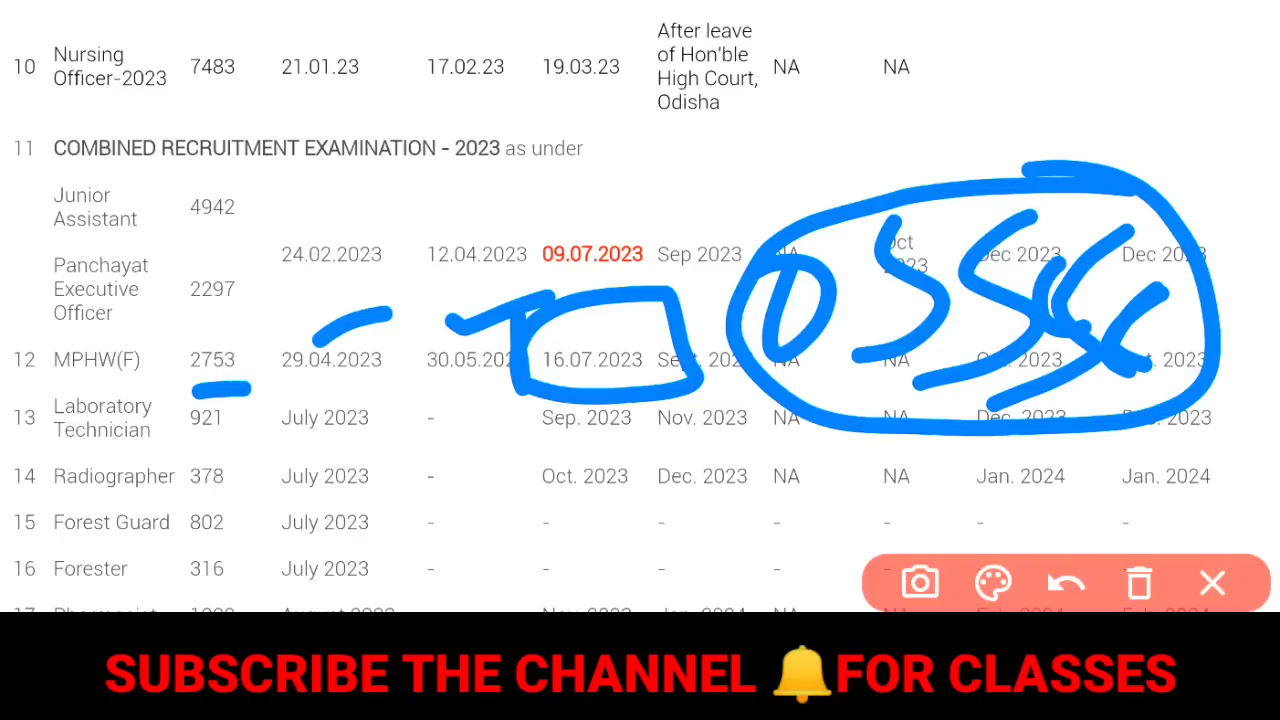 After leave
of Hon'ble
High Court,
Odisha
10 Nursing Officer-2023 7483 21.01.23 17.02.23 19.03.23 NA NA
11 COMBINED RECRUITMENT EXAMINATION - 2023 as under
Junior
Assistant 4942
24.02.2023 12.04.2023 09.07.2023 Sep 2023 NA Oct 2023 Dec 2023 Dec 2023
Panchayat
Executive 2297
Officer
12 MPHW(F) 2753 29.04.2023 30.05.202 16.07.2023 NA NA
13 Laboratory Technician 921 July 2023 - Sep. 2023 Nov. 2023 NA NA Dec. 2023 2023
14 Radiographer 378 July 2023 - Oct. 2023 Dec. 2023 NA NA Jan. 2024 Jan. 2024
15 Forest Guard 802 July 2023 - - - - - - -
16 Forester 316 July 2023 - - - -
SUBSCRIBE THE CHANNEL 🔔FOR CLASSES